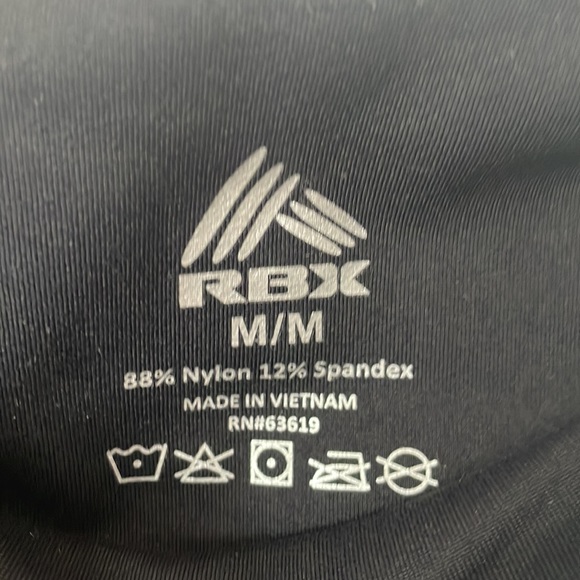 RBX
M/M
88% Nylon 12% Spandex
MADE IN VIETNAM
RN#63619